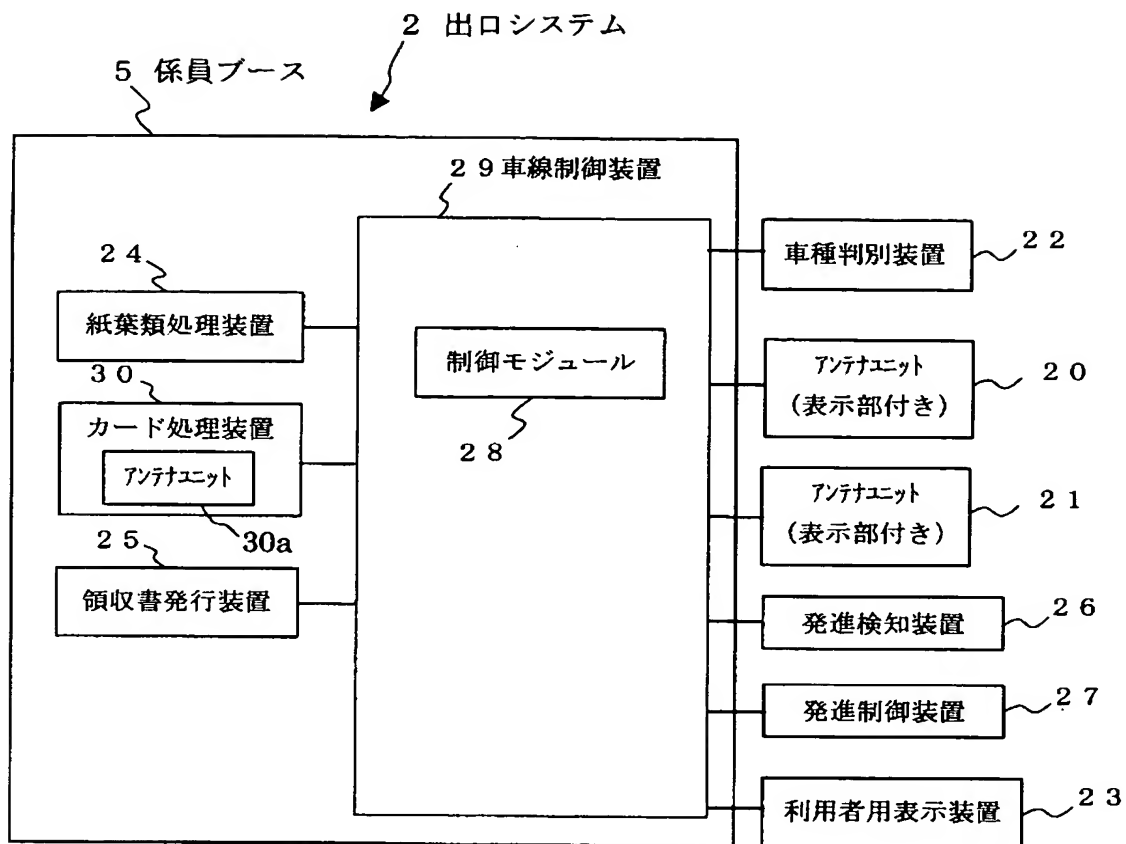 2 出口システム
5 係員ブース
29車線制御装置
24
紙葉類処理装置
30
カード処理装置
アンテナユニット
30a
25
領収書発行装置
制御モジュール
28
車種判別装置
22
アンテナユニット
(表示部付き)
20
アンテナユニット
(表示部付き)
21
発進検知装置
26
発進制御装置
27
利用者用表示装置
23